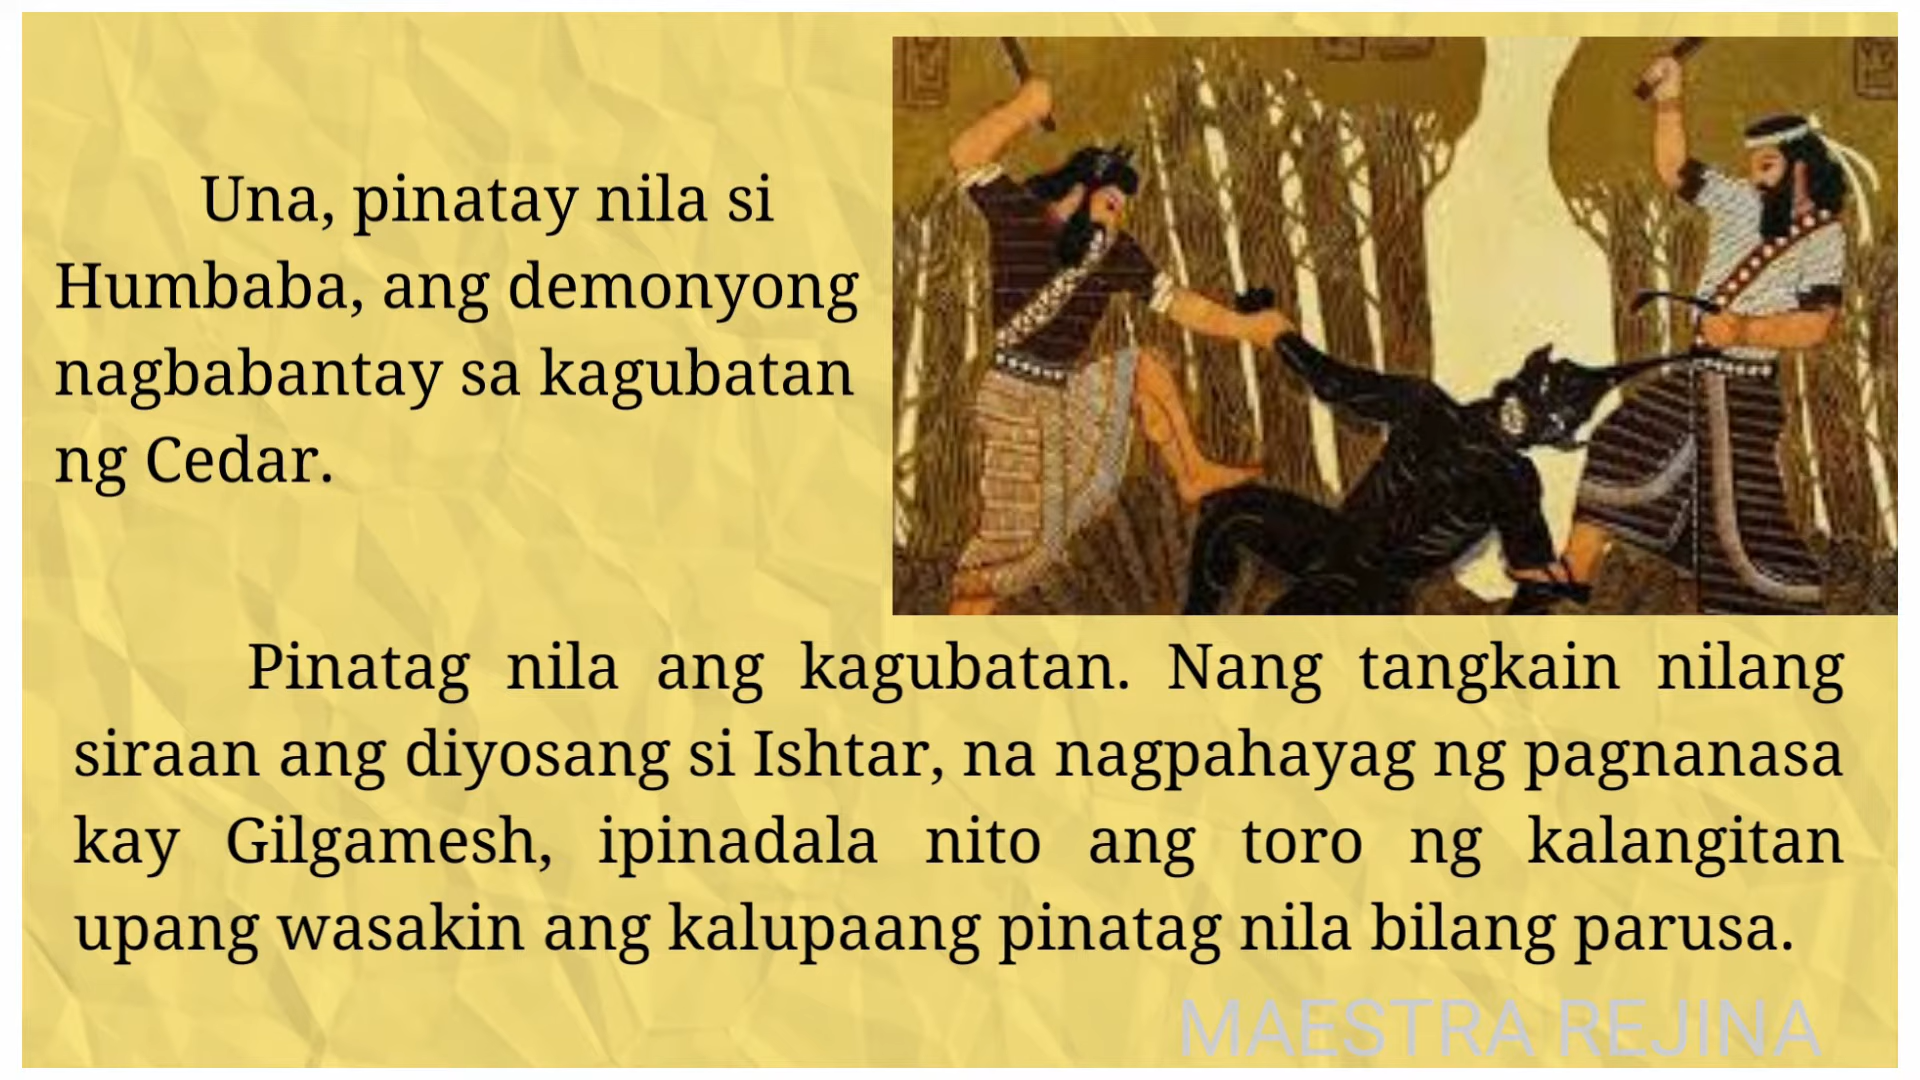 Una, pinatay nila si
Humbaba, ang demonyong
nagbabantay sa kagubatan
ng Cedar.
Pinatag nila ang kagubatan. Nang tangkain nilang
siraan ang diyosang si Ishtar, na nagpahayag ng pagnanasa
kay Gilgamesh, ipinadala nito ang toro ng kalangitan
upang wasakin ang kalupaang pinatag nila bilang parusa.
MAESTRA REJINA